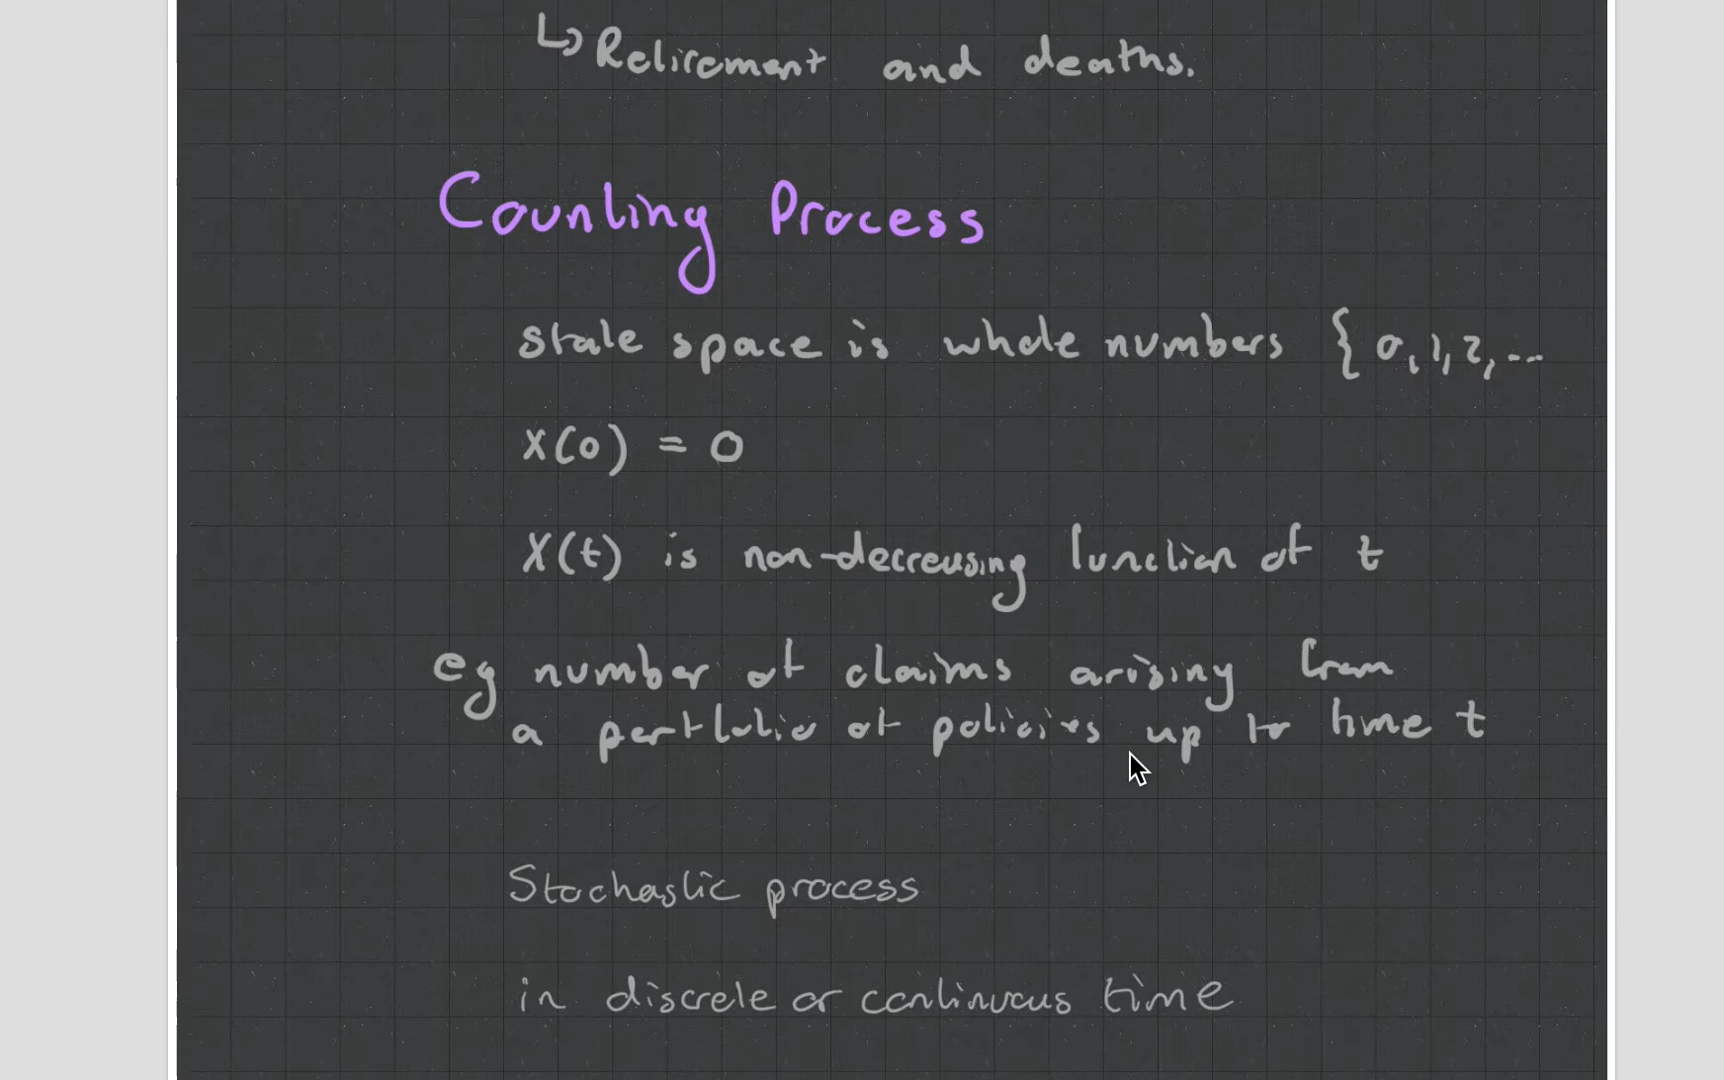 ↳ Retirement and deaths.
Counting Process
state space is whole numbers { 0, 1, 2, ...
X(0) = 0
X(t) is non-decreasing function of t
eg number of claims arising from
a portfolio of policies up to time t
Stochastic process
in discrete or continuous time